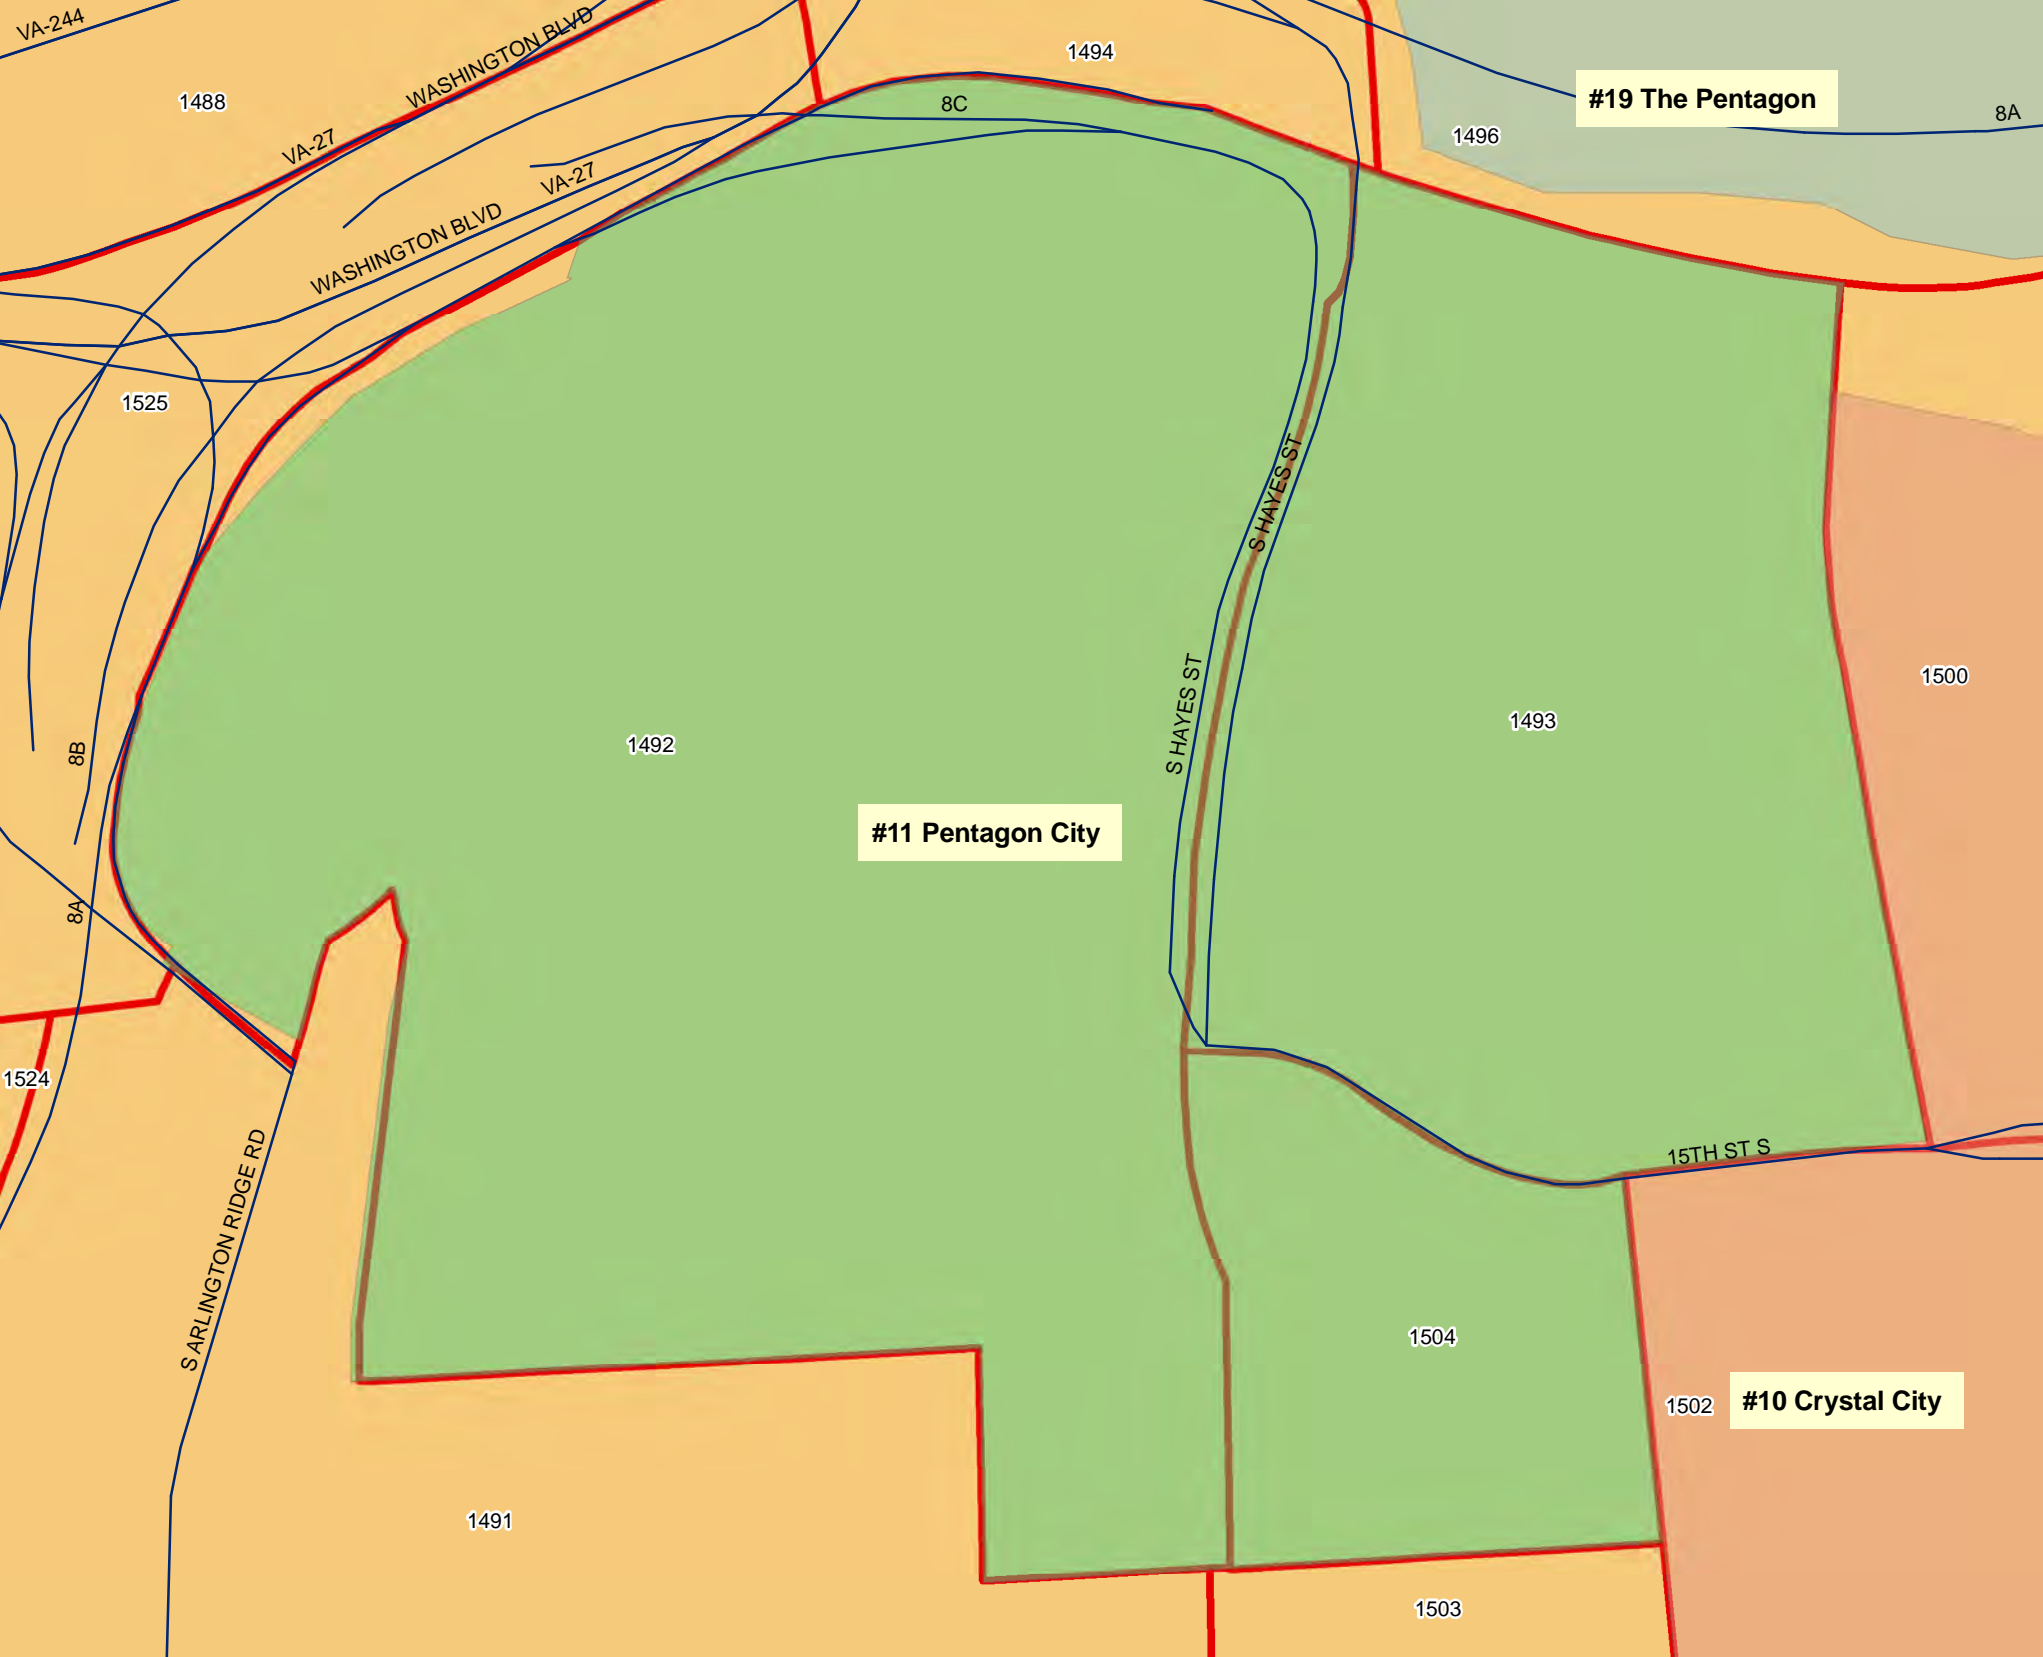 VA-244
WASHINGTON BLVD
1494
1488
8C
#19 The Pentagon
8A
1496
VA-27
VA-27
WASHINGTON BLVD
1525
S HAYES ST
1500
S HAYES ST
1493
1492
8B
#11 Pentagon City
8A
1524
15TH ST S
S ARLINGTON RIDGE RD
1504
1502
#10 Crystal City
1491
1503